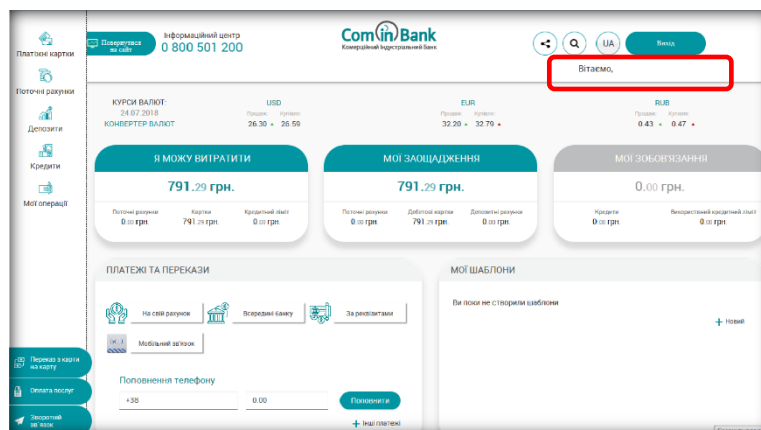 Платіжні картки
Поточні рахунки
Депозити
Кредити
Мої операції
Переказ з карти
на карту
Оплата послуг
Зворотний
зв'язок
Повернутися
на сайт
Інформаційний центр
0 800 501 200
Com(in)Bank
Комерційний Індустріальний Банк
UA
Вихід
Вітаємо,
КУРСИ ВАЛЮТ:
24.07.2018
КОНВЕРТЕР ВАЛЮТ
USD
Продаж: Купівля:
26.30 26.59
EUR
Продаж: Купівля:
32.20 32.79
RUB
Продаж: Купівля:
0.43 0.47
Я МОЖУ ВИТРАТИТИ
791.29 грн.
Поточні рахунки Картки Кредитний ліміт
0.00 грн. 791.29 грн. 0.00 грн.
МОЇ ЗАОЩАДЖЕННЯ
791.29 грн.
Поточні рахунки Дебетові картки Депозитні рахунки
0.00 грн. 791.29 грн. 0.00 грн.
МОЇ ЗОБОВ'ЯЗАННЯ
0.00 грн.
Кредити Використаний кредитний ліміт
0.00 грн. 0.00 грн.
ПЛАТЕЖІ ТА ПЕРЕКАЗИ
На свій рахунок
Всередині банку
За реквізитами
Мобільний зв'язок
Поповнення телефону
+38
0.00
Поповнити
+ Інші платежі
МОЇ ШАБЛОНИ
Ви поки не створили шаблони
+ Новий